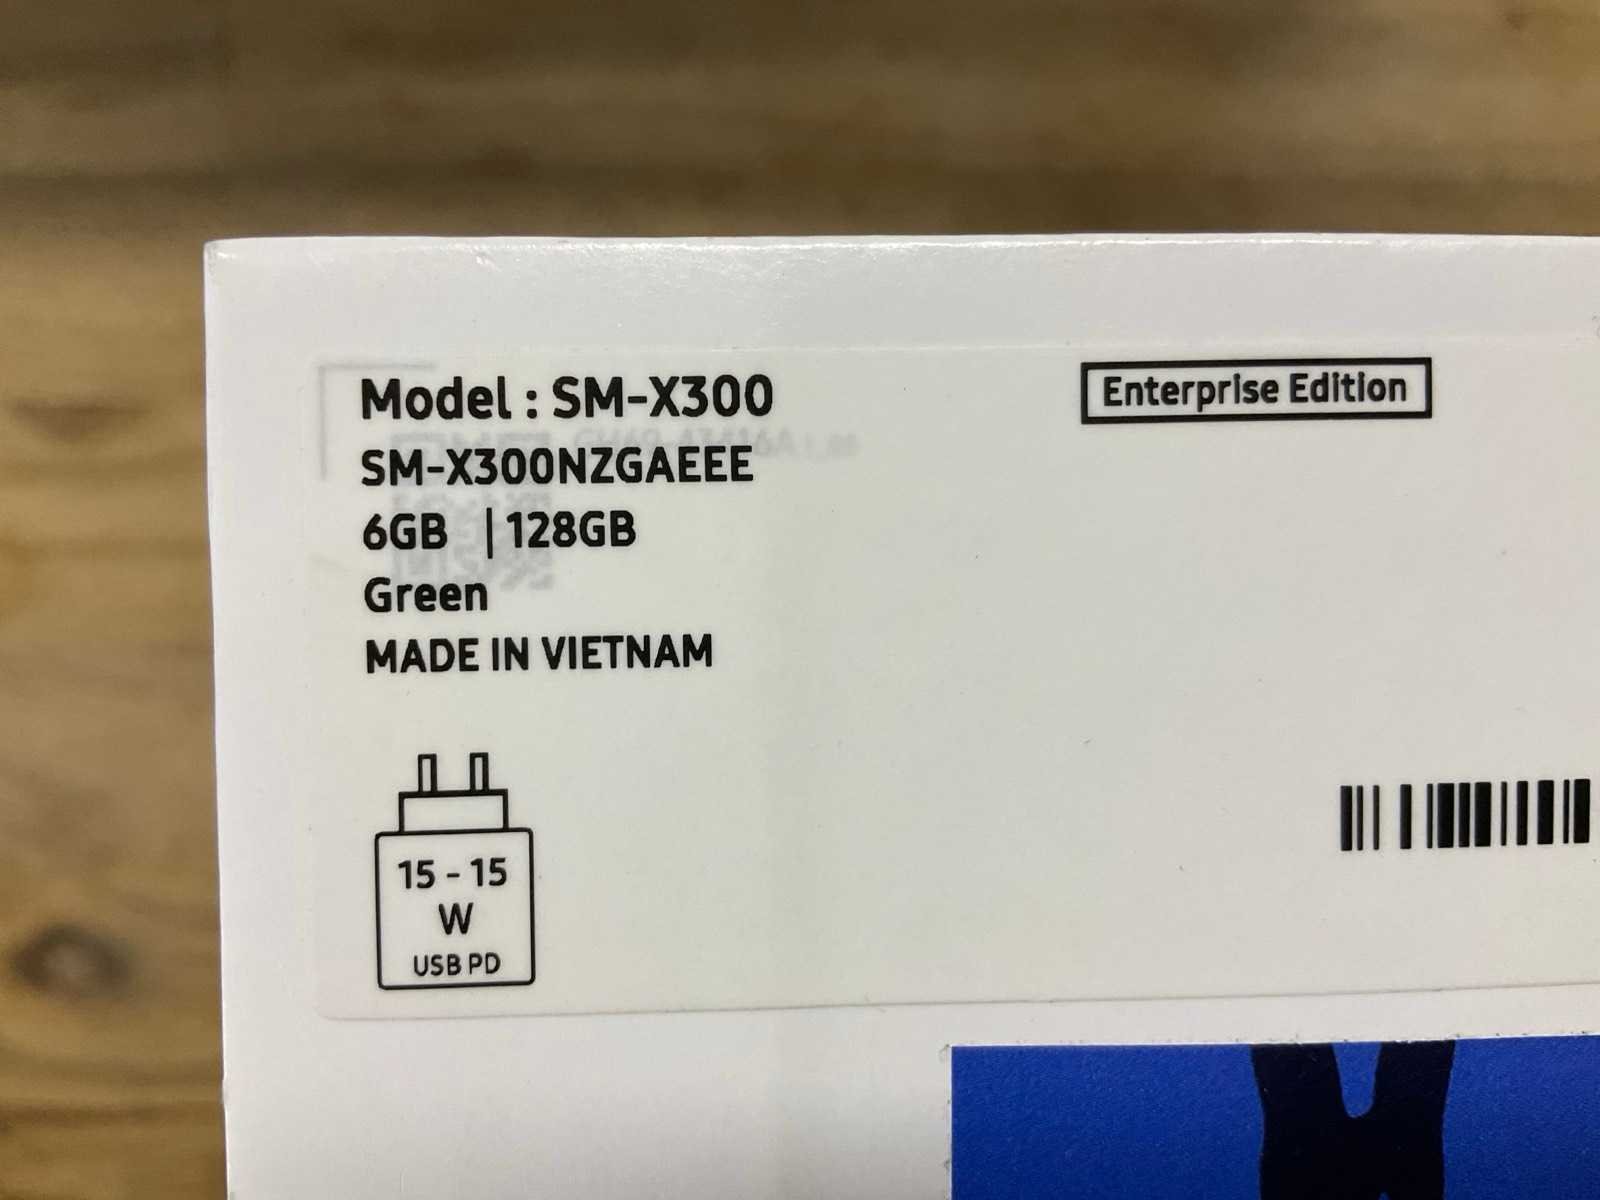 Model : SM-X300
Enterprise Edition
SM-X300NZGAEEE
6GB | 128GB
Green
MADE IN VIETNAM
15 - 15
W
USB PD